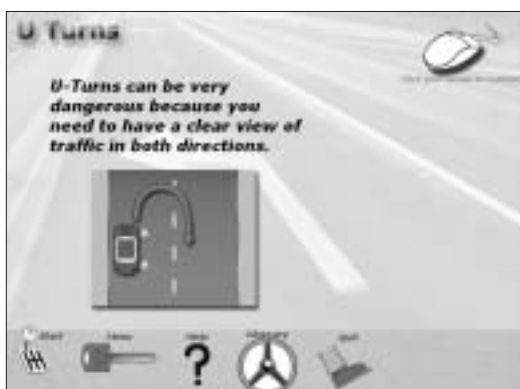 U Turns
U-Turns can be very
dangerous because you
need to have a clear view of
traffic in both directions.
Menu
Help
Glossary
Quit